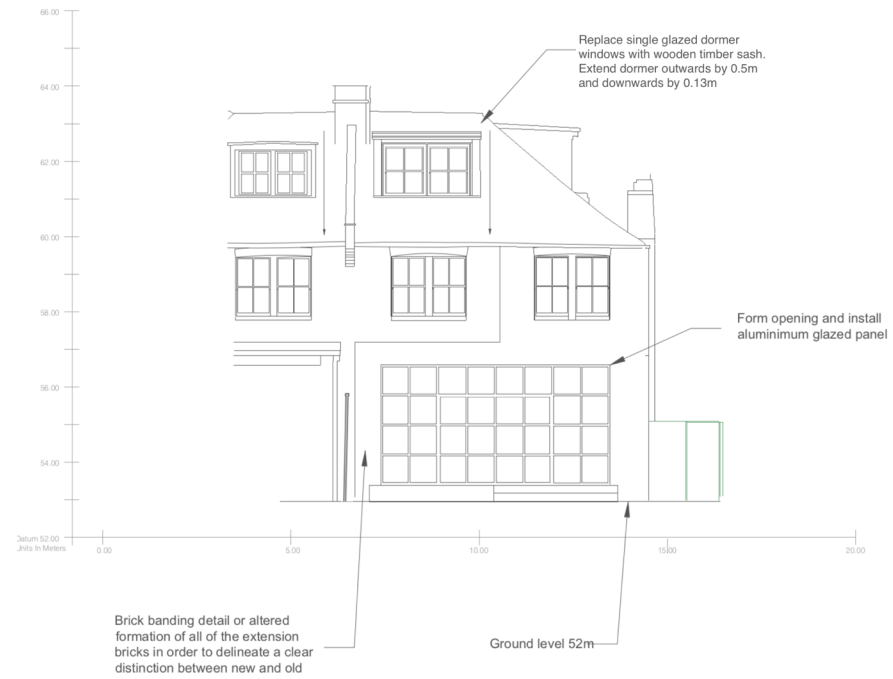 66.00
Replace single glazed dormer
windows with wooden timber sash.
Extend dormer outwards by 0.5m
and downwards by 0.13m
64.00
62.00
60.00
58.00
Form opening and install
aluminimum glazed panel
56.00
54.00
Datum 52.00
Units In Meters
0.00
5.00
10.00
15.00
20.00
Brick banding detail or altered
formation of all of the extension
bricks in order to delineate a clear
distinction between new and old
Ground level 52m